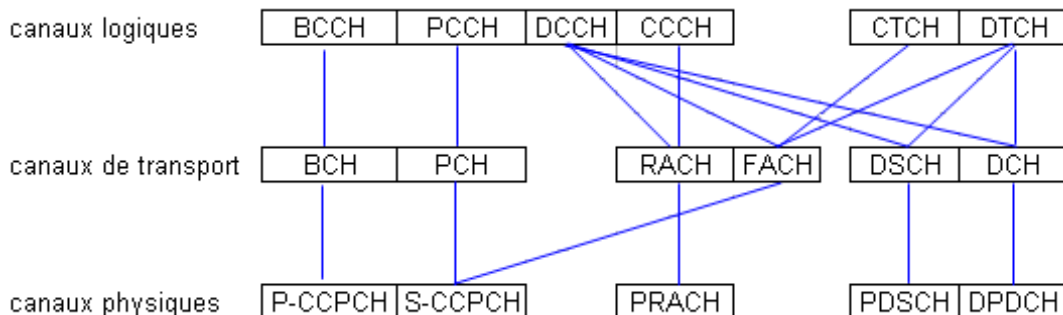 canaux logiques BCCH PCCH DCCH CCCH CTCH DTCH
canaux de transport BCH PCH RACH FACH DSCH DCH
canaux physiques P-CCPCH S-CCPCH PRACH PDSCH DPDCH